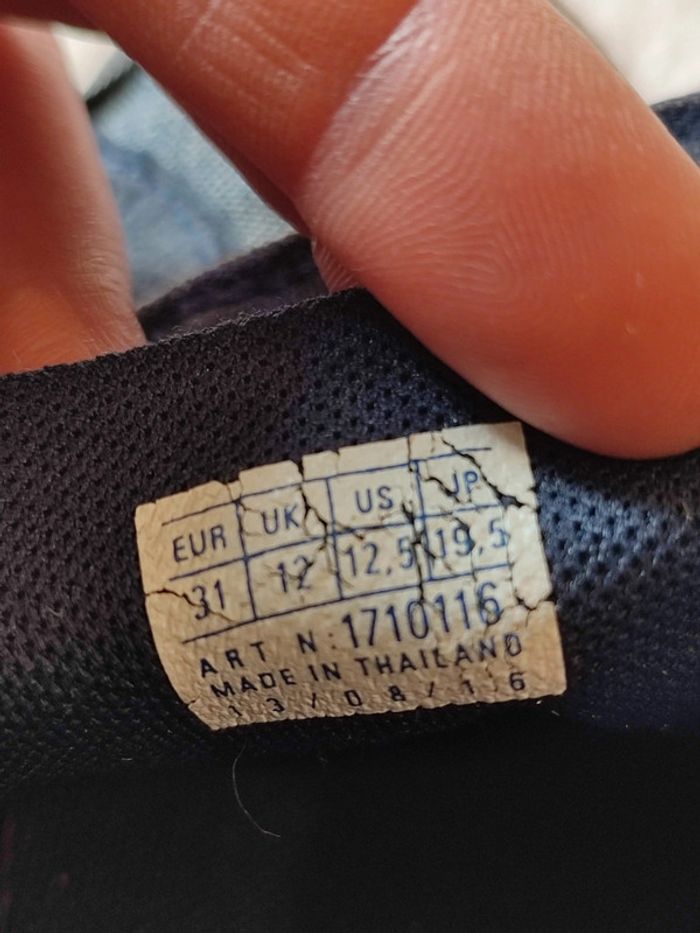 EUR UK US JP
31 12 12,5 19,5
ART N:1710116
MADE IN THAILAND
13/08/16